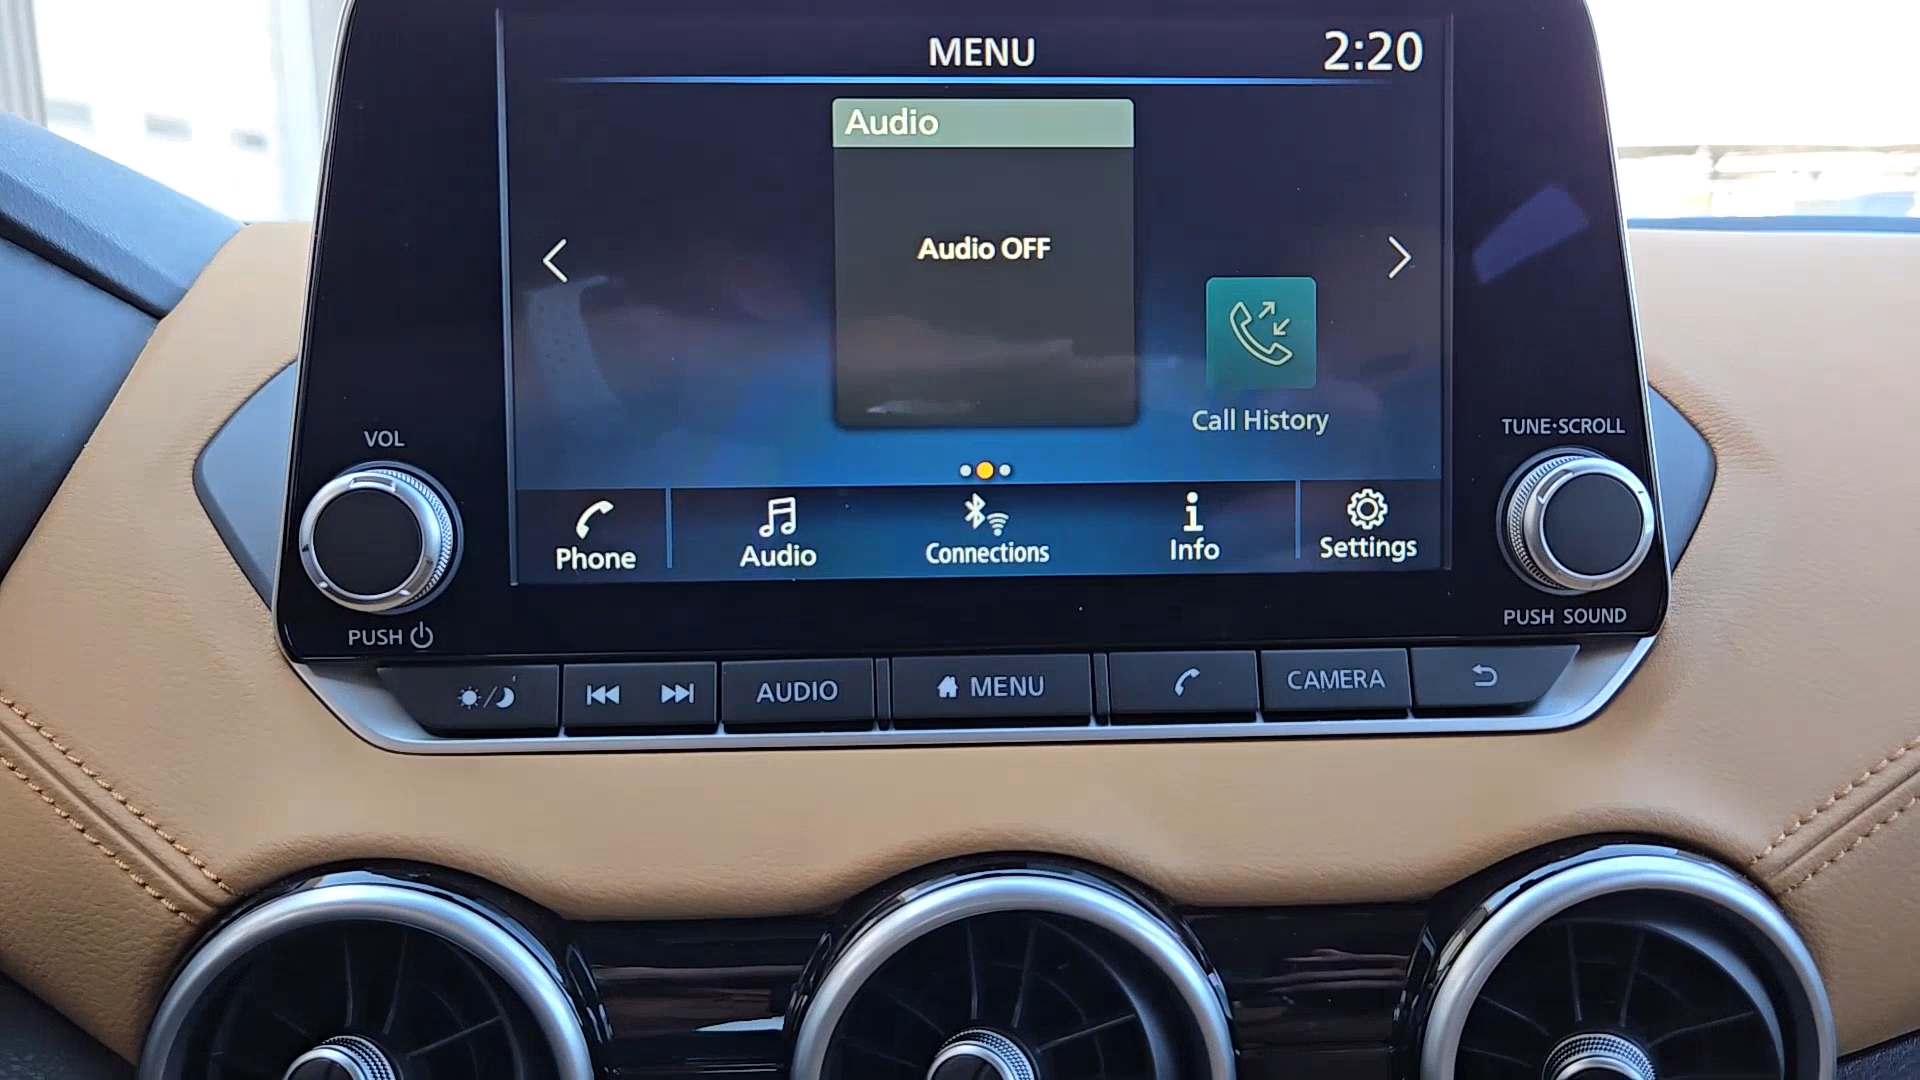 MENU
2:20
Audio
Audio OFF
Call History
VOL
TUNE·SCROLL
Phone
Audio
Connections
Info
Settings
PUSH
PUSH SOUND
AUDIO
MENU
CAMERA